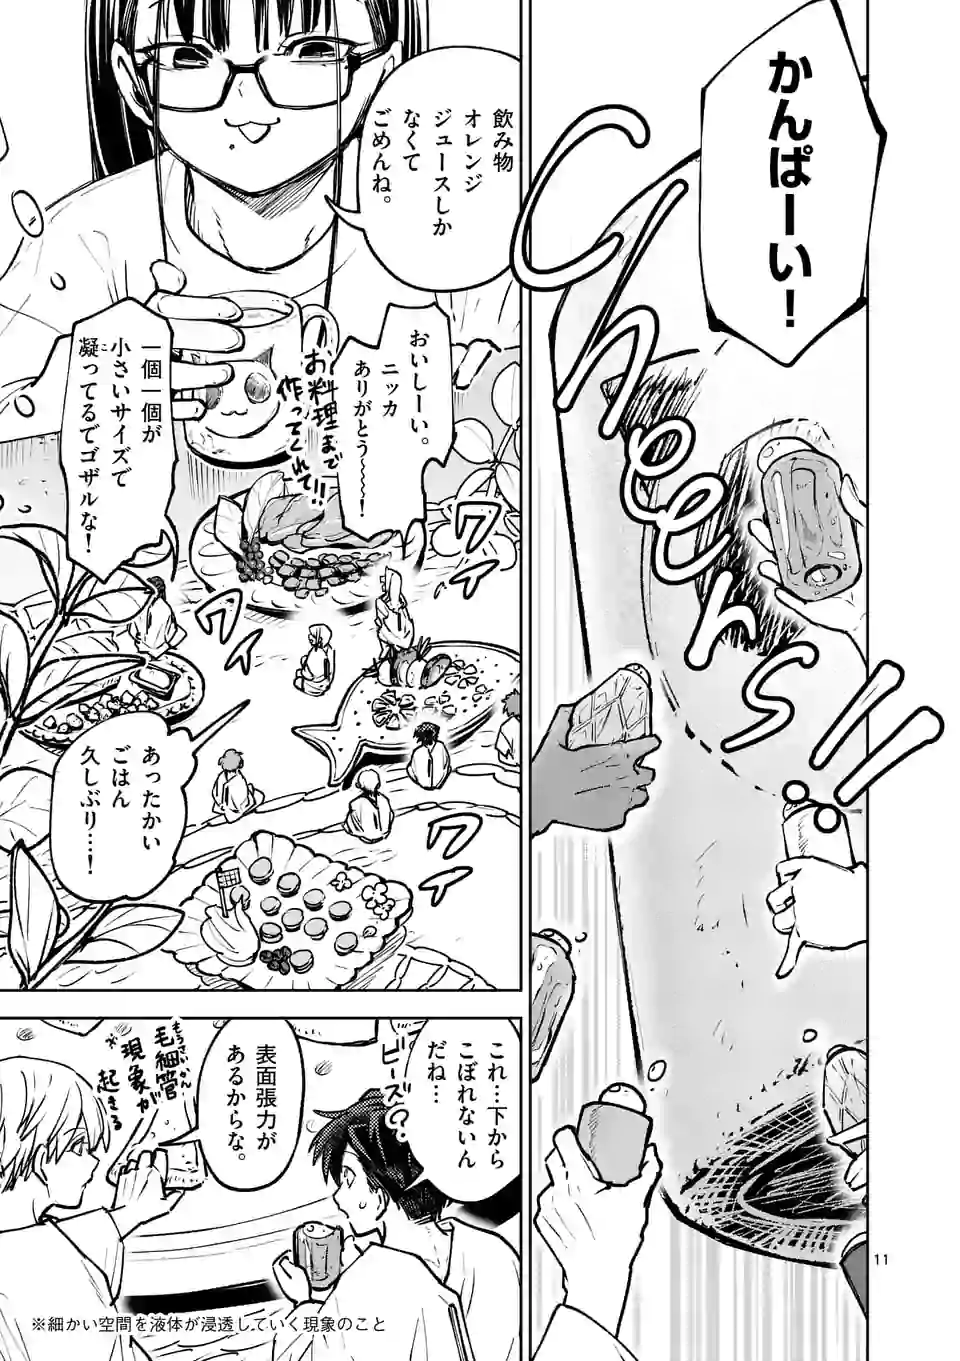 かんぱーい！
Cheers!!
飲み物
オレンジ
ジュースしか
なくて
ごめんね。
おいしーい。
ニッカ
ありがとう〜〜！
お料理まで
作ってくれて!!
一個一個が
小さいサイズで
凝ってるでゴザルな！
こ
ワイ
ワイ
ワイ
あったかい
ごはん
久しぶり…！
これ…下から
こぼれないん
だね…
ビーズ？
表面張力が
あるからな。
もうさいかん
毛細管
※現象が
起きる
※細かい空間を液体が浸透していく現象のこと
11